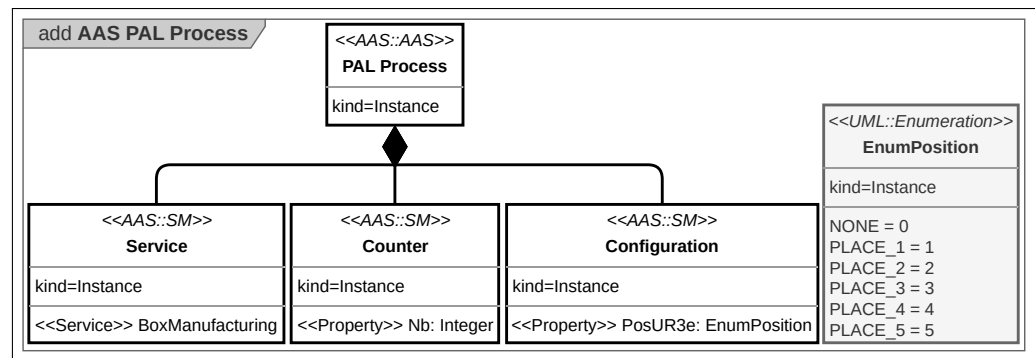 add AAS PAL Process
<<AAS::AAS>>
PAL Process
kind=Instance
<<AAS::SM>>
Service
kind=Instance
<<Service>> BoxManufacturing
<<AAS::SM>>
Counter
kind=Instance
<<Property>> Nb: Integer
<<AAS::SM>>
Configuration
kind=Instance
<<Property>> PosUR3e: EnumPosition
<<UML::Enumeration>>
EnumPosition
kind=Instance
NONE = 0
PLACE_1 = 1
PLACE_2 = 2
PLACE_3 = 3
PLACE_4 = 4
PLACE_5 = 5